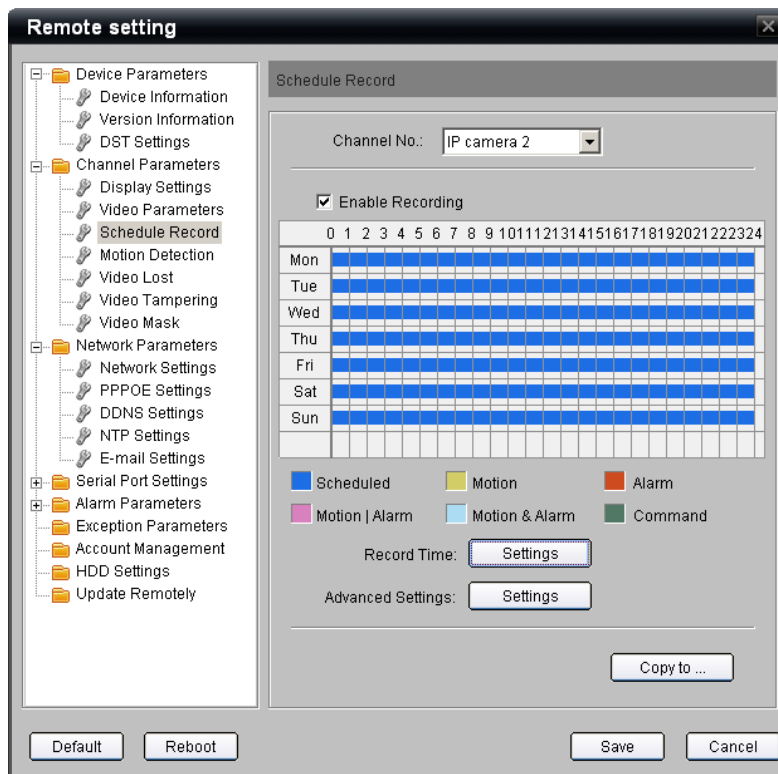 Remote setting
Device Parameters
Device Information
Version Information
DST Settings
Channel Parameters
Display Settings
Video Parameters
Schedule Record
Motion Detection
Video Lost
Video Tampering
Video Mask
Network Parameters
Network Settings
PPPOE Settings
DDNS Settings
NTP Settings
E-mail Settings
Serial Port Settings
Alarm Parameters
Exception Parameters
Account Management
HDD Settings
Update Remotely
Schedule Record
Channel No.: IP camera 2
Enable Recording
0 1 2 3 4 5 6 7 8 9 10 11 12 13 14 15 16 17 18 19 20 21 22 23 24
Mon
Tue
Wed
Thu
Fri
Sat
Sun
Scheduled Motion Alarm
Motion | Alarm Motion & Alarm Command
Record Time: Settings
Advanced Settings: Settings
Copy to ...
Default Reboot Save Cancel